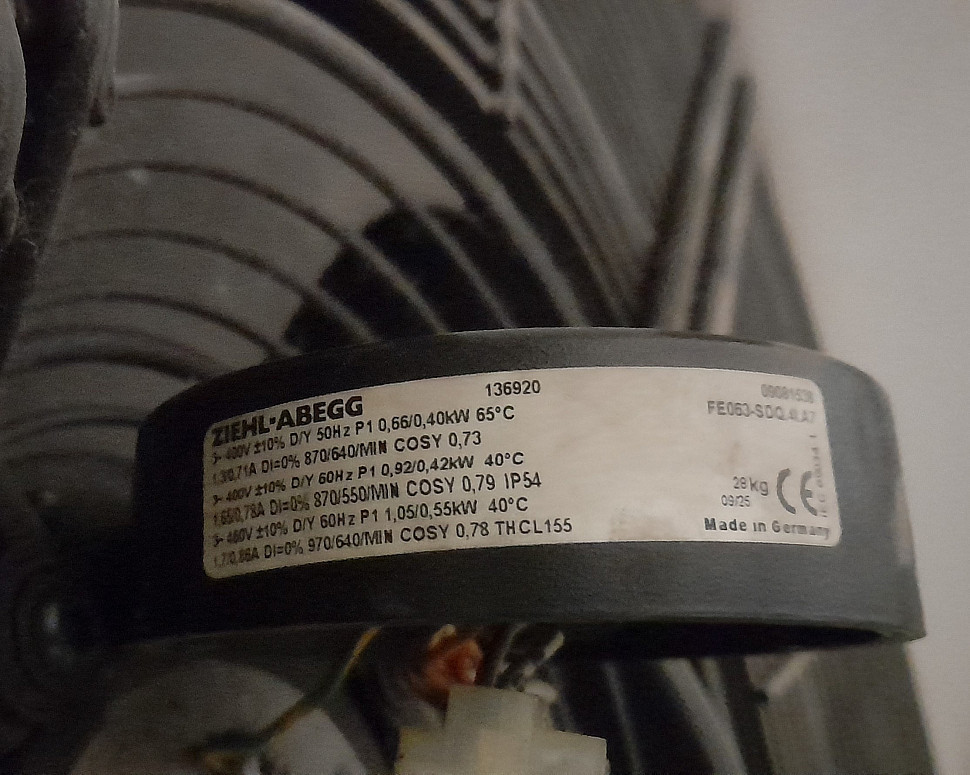 ZIEHL-ABEGG 136920
3~ 400V ±10% D/Y 50Hz P1 0,66/0,40kW 65°C
1.3/0,71A DI=0% 870/640/MIN COSY 0,73
3~ 400V ±10% D/Y 60Hz P1 0,92/0,42kW 40°C
1.65/0,78A DI=0% 870/550/MIN COSY 0,79 IP54
3~ 460V ±10% D/Y 60Hz P1 1,05/0,55kW 40°C
1.7/0,86A DI=0% 970/640/MIN COSY 0,78 THCL155
FE063-SDQ.4I.A7
28kg
09/25
CE
Made in Germany